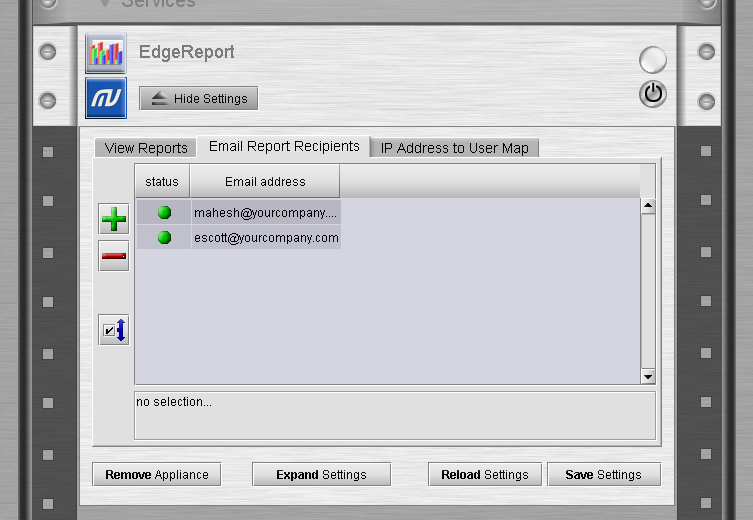 Services
EdgeReport
Hide Settings
View Reports
Email Report Recipients
IP Address to User Map
status
Email address
mahesh@yourcompany....
escott@yourcompany.com
no selection...
Remove Appliance
Expand Settings
Reload Settings
Save Settings